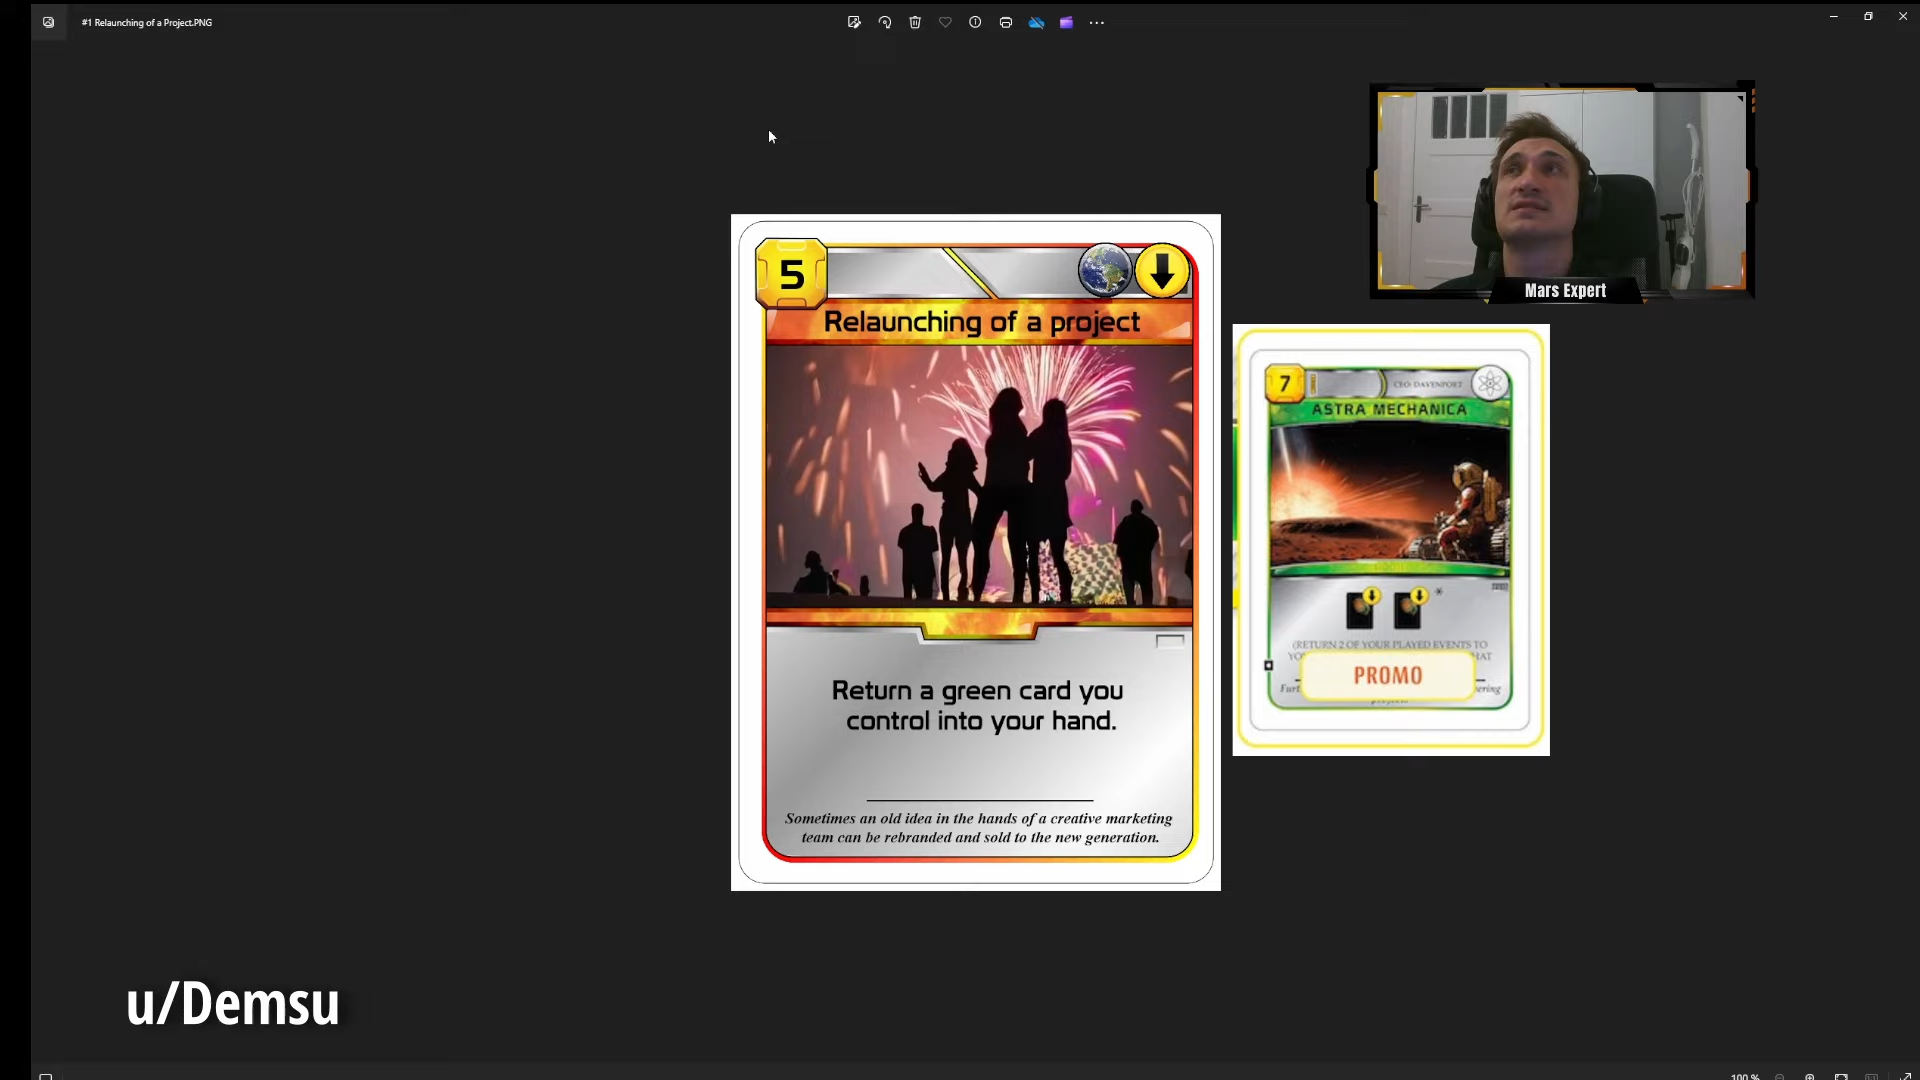 #1 Relaunching of a Project.PNG
Mars Expert
5
Relaunching of a project
Return a green card you
control into your hand.
Sometimes an old idea in the hands of a creative marketing
team can be rebranded and sold to the new generation.
7
CEO: DAVENPORT
ASTRA MECHANICA
(RETURN 2 OF YOUR PLAYED EVENTS TO
PROMO
u/Demsu
100 %